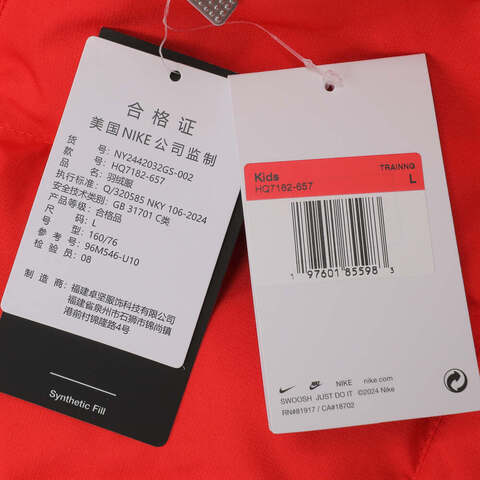 合格证
美国NIKE公司监制
货 号: NY2442032GS-002
款 号: HQ7182-657
品 名: 羽绒服
执行标准: Q/320585 NKY 106-2024
安全技术类别: GB 31701 C类
等 级: 合格品
尺 码: L
号 型: 160/76
参 考 号: 96M546-U10
检 验 员: 08
制 造 商: 福建卓坚服饰科技有限公司
福建省泉州市石狮市锦尚镇
港前村锦隆路4号
Synthetic Fill
Kids
HQ7182-657
TRAINNG
L
1 97601 85598 3
NIKE nike.com
SWOOSH JUST DO IT ©2024 Nike
RN#81917 / CA#18702